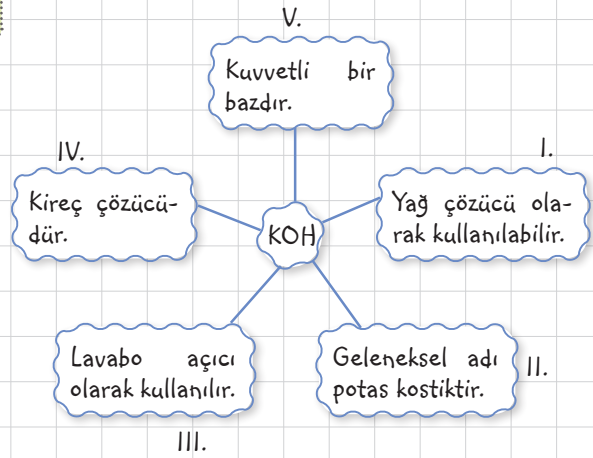 V.
Kuvvetli bir
bazdır.
IV.
Kireç çözücü-
dür.
I.
Yağ çözücü ola-
rak kullanılabilir.
KOH
Lavabo açıcı
olarak kullanılır.
III.
Geleneksel adı
potas kostiktir.
II.